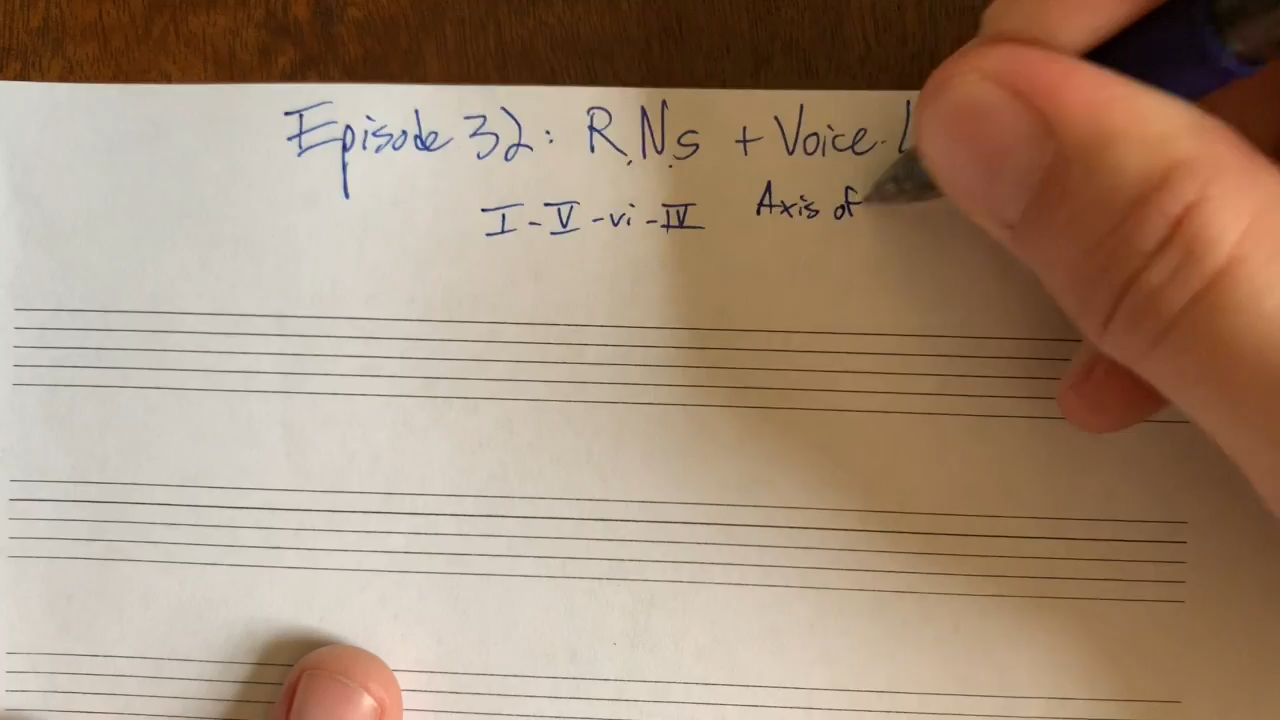 Episode 32: R.N.s + Voice-L
I-V-vi-IV Axis of